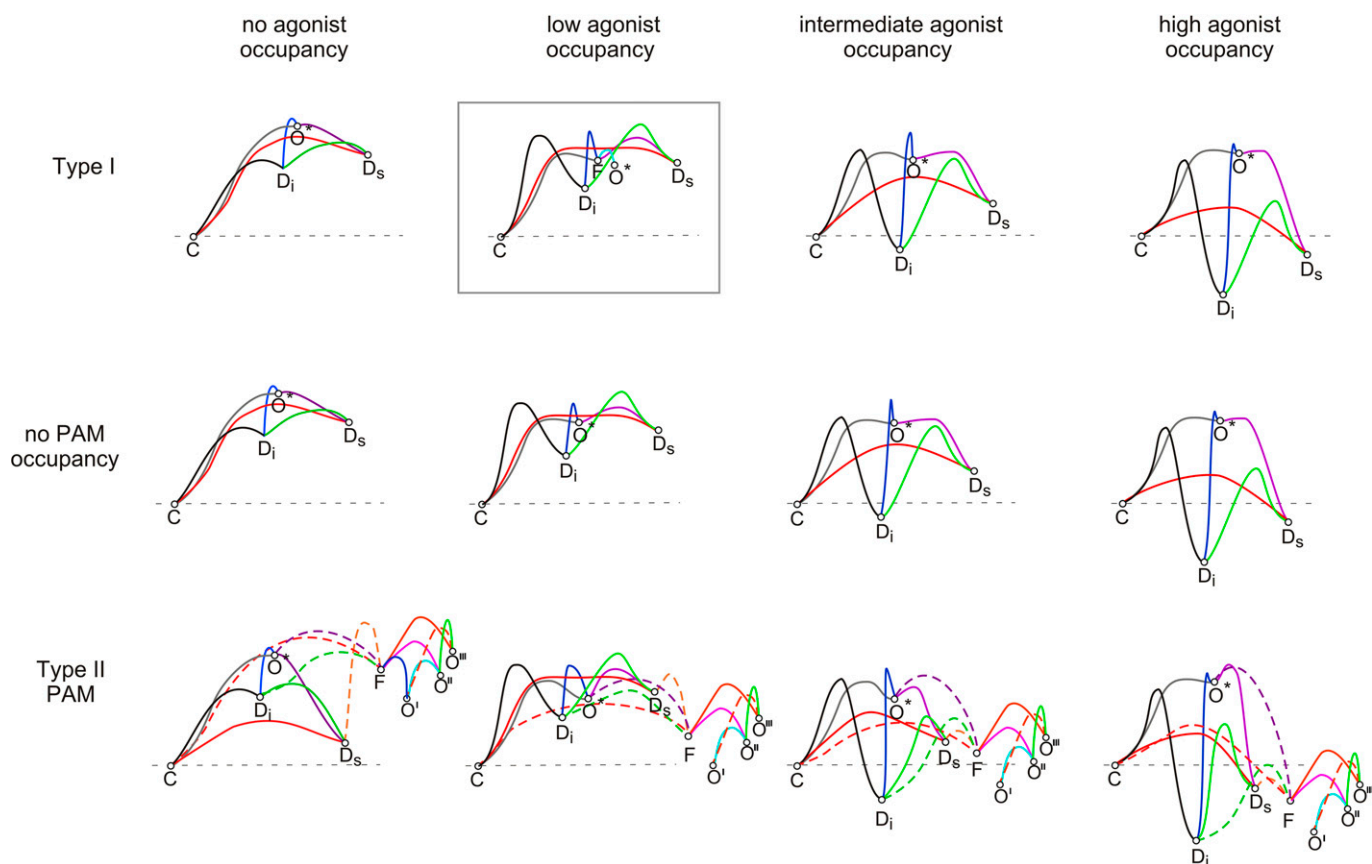 no agonist
occupancy
low agonist
occupancy
intermediate agonist
occupancy
high agonist
occupancy
Type I
C
Di
O*
Ds
C
Di
F
O*
Ds
C
Di
O*
Ds
C
Di
O*
Ds
no PAM
occupancy
C
Di
O*
Ds
C
Di
O*
Ds
C
Di
O*
Ds
C
Di
O*
Ds
Type II
PAM
C
Di
O*
Ds
F
O'
O"
O'''
C
Di
O*
Ds
F
O'
O"
O'''
C
Di
O*
Ds
F
O'
O"
O'''
C
Di
O*
Ds
F
O'
O"
O'''